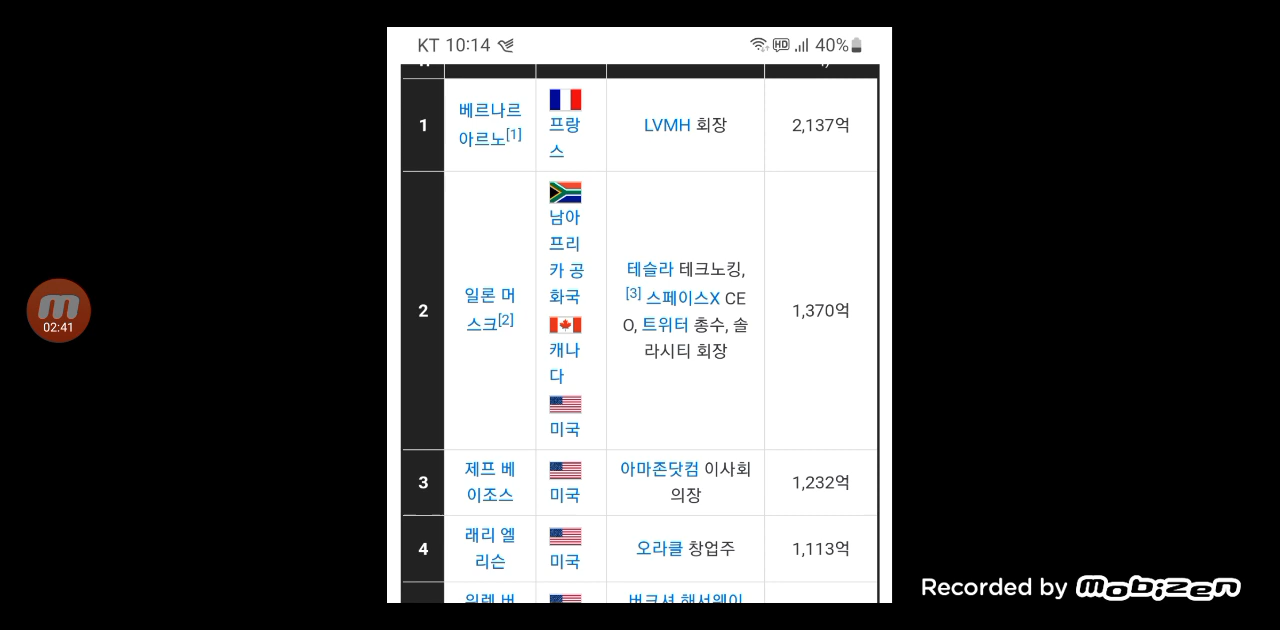 KT 10:14
HD 40%
1
베르나르
아르노[1]
프랑
스
LVMH 회장
2,137억
2
일론 머
스크[2]
남아
프리
카 공
화국
캐나
다
미국
테슬라 테크노킹,
[3] 스페이스X CE
O, 트위터 총수, 솔
라시티 회장
1,370억
3
제프 베
이조스
미국
아마존닷컴 이사회
의장
1,232억
4
래리 엘
리슨
미국
오라클 창업주
1,113억
02:41
Recorded by mobizen